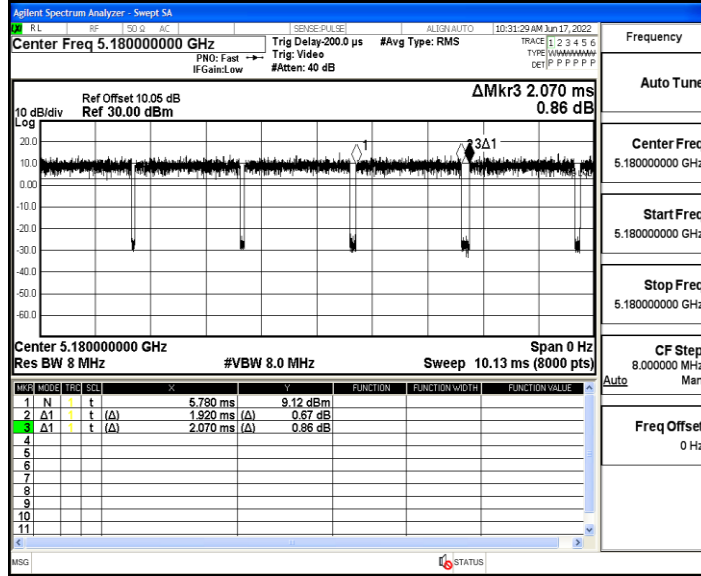 Agilent Spectrum Analyzer - Swept SA
RL RF 50 Ω AC SENSE:PULSE ALIGN AUTO 10:31:29 AM Jun 17, 2022
Center Freq 5.180000000 GHz
PNO: Fast
IFGain:Low
Trig Delay-200.0 µs
Trig: Video
#Atten: 40 dB
#Avg Type: RMS
TRACE 1 2 3 4 5 6
TYPE WWWWWW
DET P P P P P P
Ref Offset 10.05 dB
10 dB/div Ref 30.00 dBm
Log
ΔMkr3 2.070 ms
0.86 dB
20.0
10.0
0.00
-10.0
-20.0
-30.0
-40.0
-50.0
-60.0
1
3Δ1
Center 5.180000000 GHz Span 0 Hz
Res BW 8 MHz #VBW 8.0 MHz Sweep 10.13 ms (8000 pts)
MKR MODE TRC SCL X Y FUNCTION FUNCTION WIDTH FUNCTION VALUE
1 N 1 t 5.780 ms 9.12 dBm
2 Δ1 1 t (Δ) 1.920 ms (Δ) 0.67 dB
3 Δ1 1 t (Δ) 2.070 ms (Δ) 0.86 dB
4
5
6
7
8
9
10
11
MSG STATUS
Frequency
Auto Tune
Center Freq
5.180000000 GHz
Start Freq
5.180000000 GHz
Stop Freq
5.180000000 GHz
CF Step
8.000000 MHz
Auto Man
Freq Offset
0 Hz